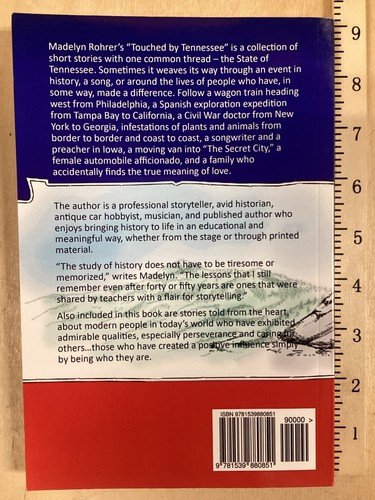 Madelyn Rohrer's "Touched by Tennessee" is a collection of
short stories with one common thread – the State of
Tennessee. Sometimes it weaves its way through an event in
history, a song, or around the lives of people who have, in
some way, made a difference. Follow a wagon train heading
west from Philadelphia, a Spanish exploration expedition
from Tampa Bay to California, a Civil War doctor from New
York to Georgia, infestations of plants and animals from
border to border and coast to coast, a songwriter and a
preacher in Iowa, a moving van into "The Secret City," a
female automobile afficionado, and a family who
accidentally finds the true meaning of love.
The author is a professional storyteller, avid historian,
antique car hobbyist, musician, and published author who
enjoys bringing history to life in an educational and
meaningful way, whether from the stage or through printed
material.
"The study of history does not have to be tiresome or
memorized," writes Madelyn. "The lessons that I still
remember even after forty or fifty years are ones that were
shared by teachers with a flair for storytelling."
Also included in this book are stories told from the heart,
about modern people in today's world who have exhibited
admirable qualities, especially perseverance and caring for
others...those who have created a positive influence simply
by being who they are.
ISBN 9781539880851
90000 >
9 781539 880851
9
8
7
6
5
4
3
2
1